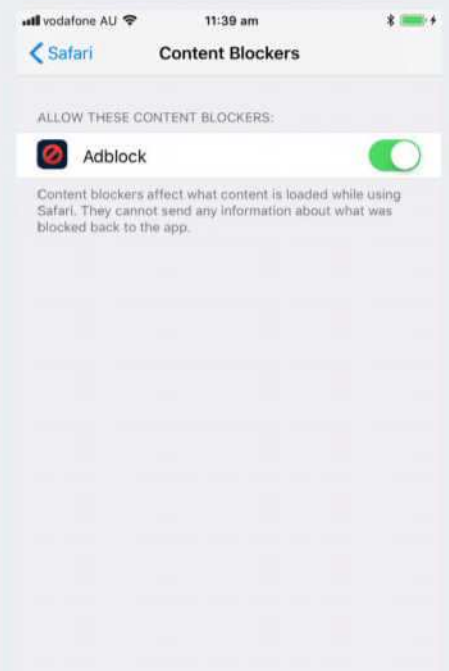 vodafone AU 11:39 am
Safari Content Blockers
ALLOW THESE CONTENT BLOCKERS:
Adblock
Content blockers affect what content is loaded while using
Safari. They cannot send any information about what was
blocked back to the app.